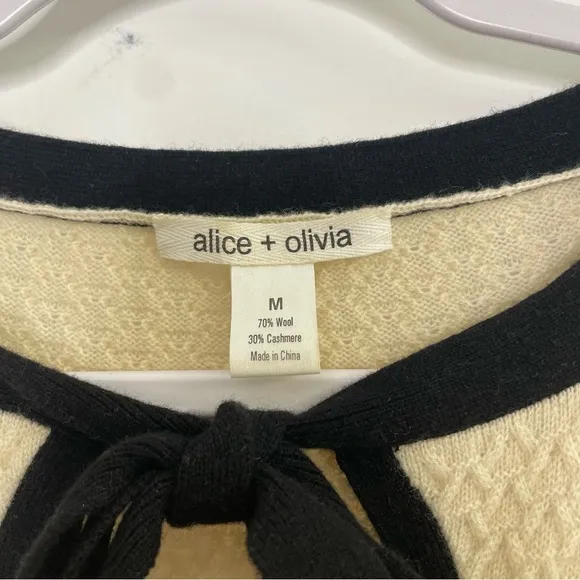 alice + olivia
M
70% Wool
30% Cashmere
Made in China